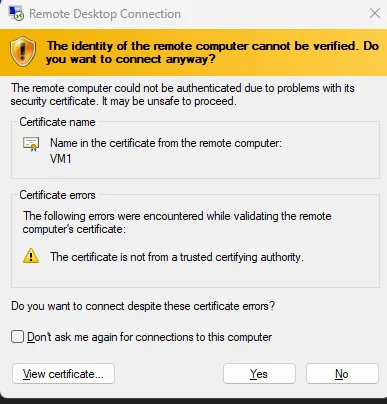 Remote Desktop Connection
The identity of the remote computer cannot be verified. Do
you want to connect anyway?
The remote computer could not be authenticated due to problems with its
security certificate. It may be unsafe to proceed.
Certificate name
Name in the certificate from the remote computer:
VM1
Certificate errors
The following errors were encountered while validating the remote
computer's certificate:
The certificate is not from a trusted certifying authority.
Do you want to connect despite these certificate errors?
Don't ask me again for connections to this computer
View certificate... Yes No